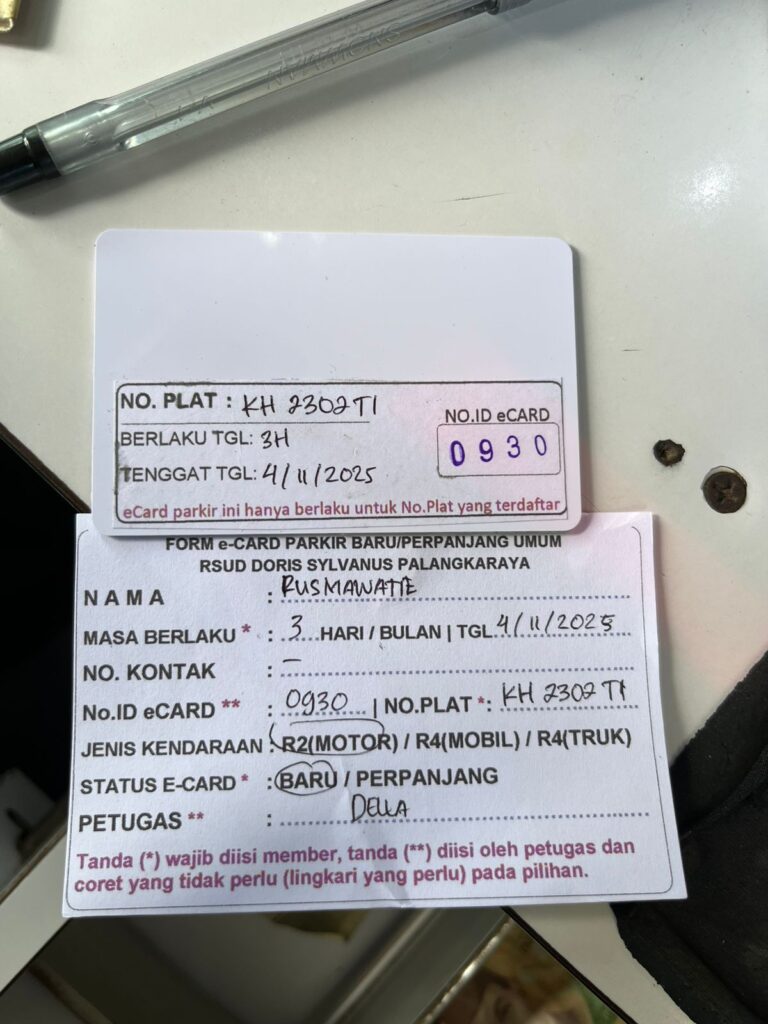 NO. PLAT : KH 2302 TI
NO.ID eCARD
BERLAKU TGL: 3H
0930
TENGGAT TGL: 4/11/2025
eCard parkir ini hanya berlaku untuk No.Plat yang terdaftar
FORM e-CARD PARKIR BARU/PERPANJANG UMUM
RSUD DORIS SYLVANUS PALANGKARAYA
NAMA : RUSMAWATIE
MASA BERLAKU * : 3 HARI / BULAN | TGL 4/11/2025
NO. KONTAK : –
No.ID eCARD ** : 0930 | NO.PLAT *: KH 2302 TI
JENIS KENDARAAN : R2(MOTOR) / R4(MOBIL) / R4(TRUK)
STATUS E-CARD * : BARU / PERPANJANG
PETUGAS ** : DELLA
Tanda (*) wajib diisi member, tanda (**) diisi oleh petugas dan
coret yang tidak perlu (lingkari yang perlu) pada pilihan.